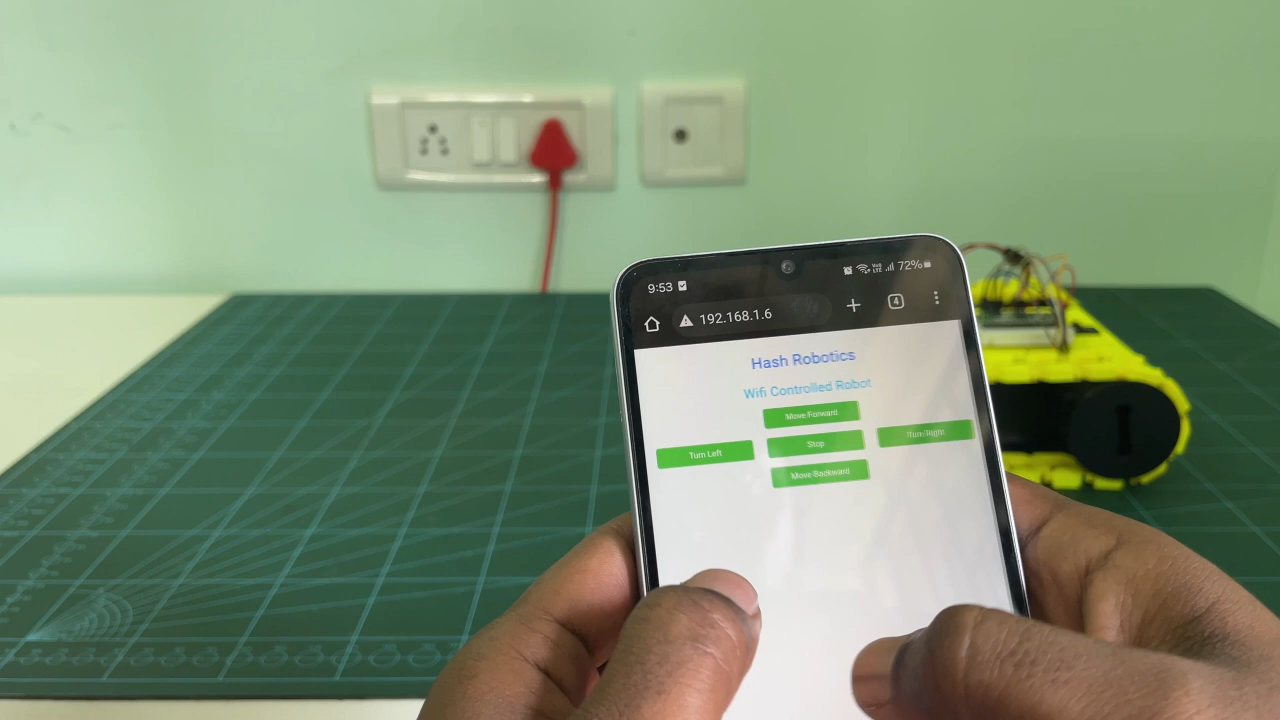 9:53
VoLTE
72%
192.168.1.6
4
Hash Robotics
Wifi Controlled Robot
Move Forward
Turn Left
Stop
Turn Right
Move Backward